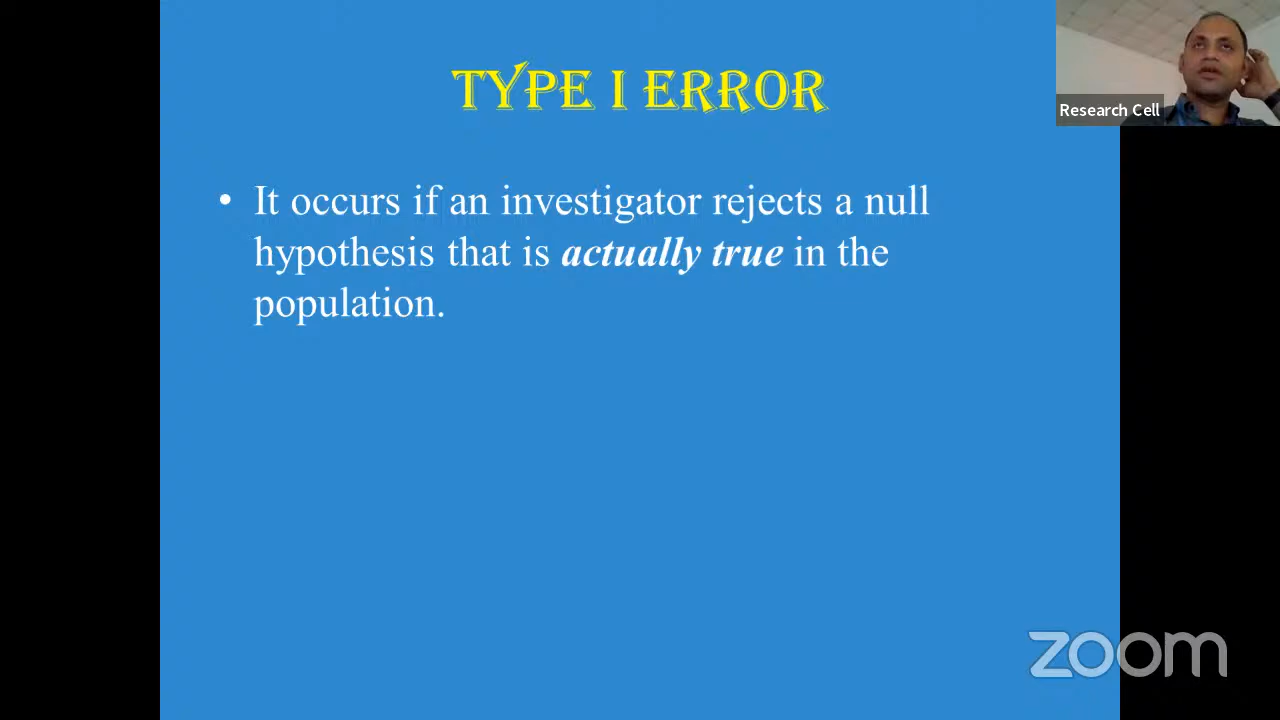 TYPE I ERROR
Research Cell
• It occurs if an investigator rejects a null
hypothesis that is actually true in the
population.
zoom